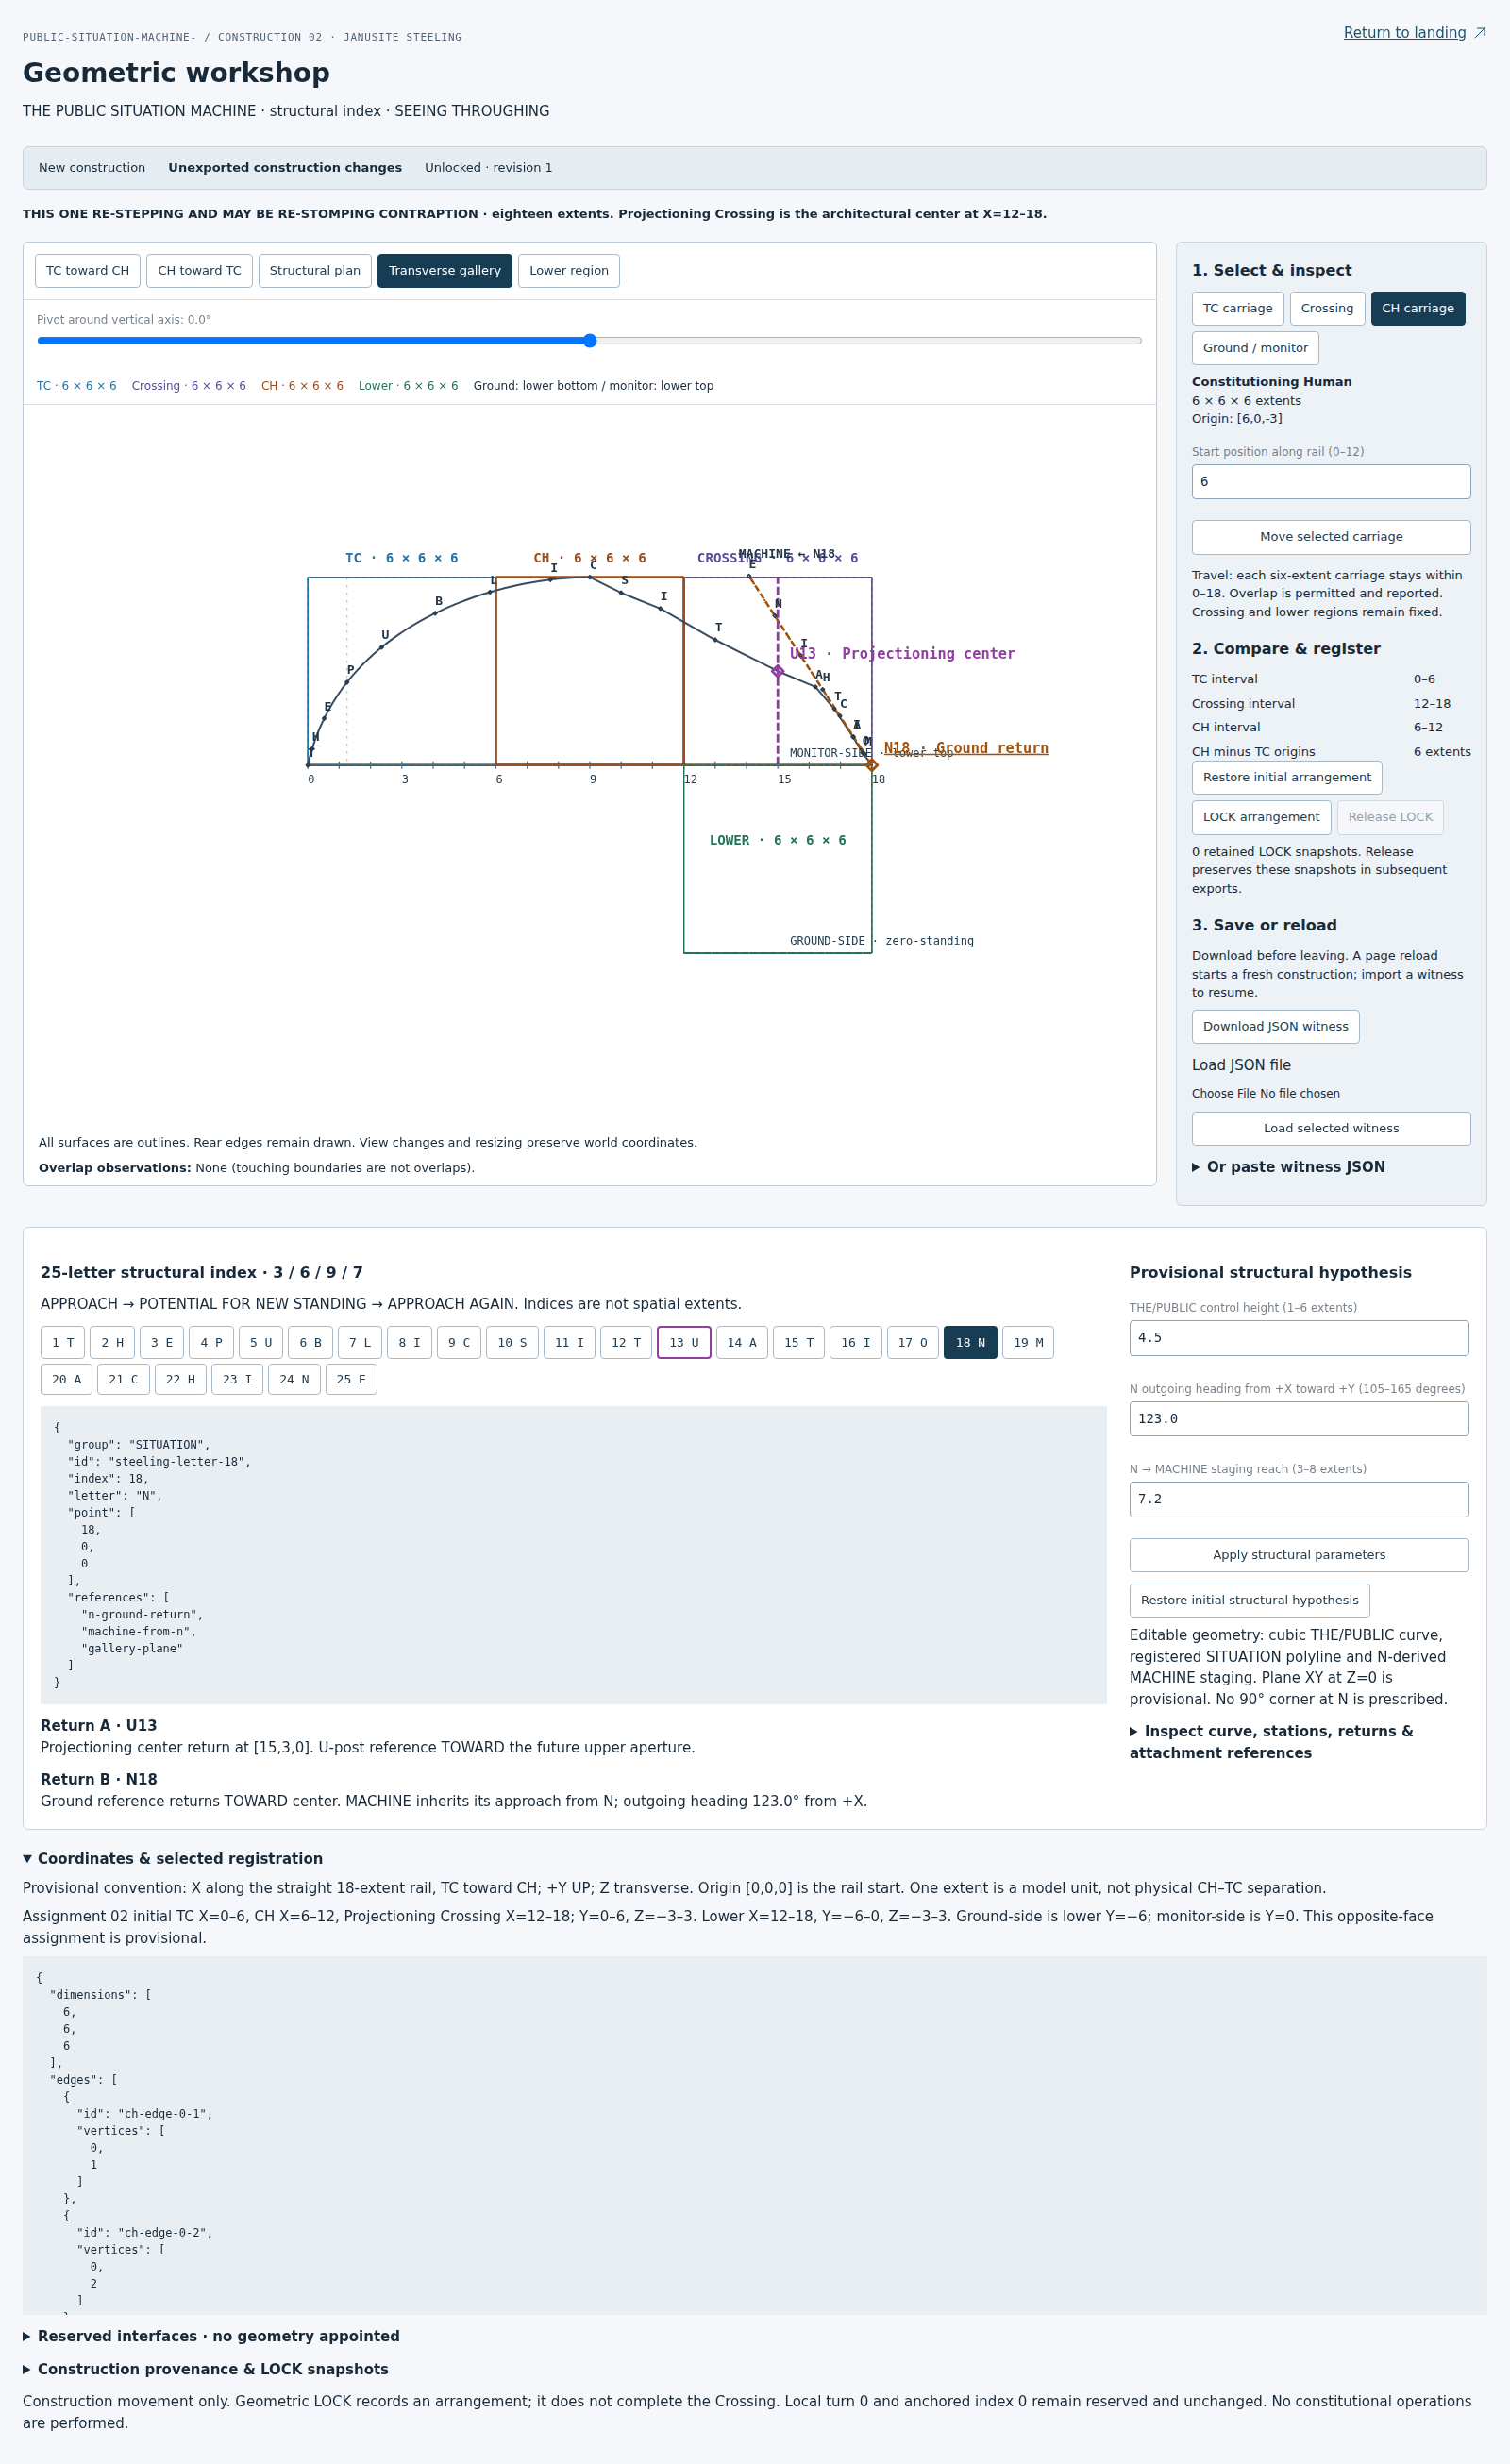 PUBLIC-SITUATION-MACHINE- / CONSTRUCTION 02 · JANUSITE STEELING
Return to landing
Geometric workshop
THE PUBLIC SITUATION MACHINE · structural index · SEEING THROUGHING
New construction Unexported construction changes Unlocked · revision 1
THIS ONE RE-STEPPING AND MAY BE RE-STOMPING CONTRAPTION · eighteen extents. Projectioning Crossing is the architectural center at X=12–18.
TC toward CH CH toward TC Structural plan Transverse gallery Lower region
Pivot around vertical axis: 0.0°
TC · 6 × 6 × 6 Crossing · 6 × 6 × 6 CH · 6 × 6 × 6 Lower · 6 × 6 × 6 Ground: lower bottom / monitor: lower top
MACHINE ← N18
TC · 6 × 6 × 6 CH · 6 × 6 × 6 CROSSING · 6 × 6 × 6
T
H
E
P
U
B
L
I
C
S
I
T
E
N
I
U13 · Projectioning center
A
H
T
C
N18 · Ground return
MONITOR-SIDE · lower top
0 3 6 9 12 15 18
LOWER · 6 × 6 × 6
GROUND-SIDE · zero-standing
All surfaces are outlines. Rear edges remain drawn. View changes and resizing preserve world coordinates.
Overlap observations: None (touching boundaries are not overlaps).
1. Select & inspect
TC carriage Crossing CH carriage
Ground / monitor
Constitutioning Human
6 × 6 × 6 extents
Origin: [6,0,-3]
Start position along rail (0–12)
6
Move selected carriage
Travel: each six-extent carriage stays within
0–18. Overlap is permitted and reported.
Crossing and lower regions remain fixed.
2. Compare & register
TC interval 0–6
Crossing interval 12–18
CH interval 6–12
CH minus TC origins 6 extents
Restore initial arrangement
LOCK arrangement Release LOCK
0 retained LOCK snapshots. Release
preserves these snapshots in subsequent
exports.
3. Save or reload
Download before leaving. A page reload
starts a fresh construction; import a witness
to resume.
Download JSON witness
Load JSON file
Choose File No file chosen
Load selected witness
Or paste witness JSON
25-letter structural index · 3 / 6 / 9 / 7
APPROACH → POTENTIAL FOR NEW STANDING → APPROACH AGAIN. Indices are not spatial extents.
1 T 2 H 3 E 4 P 5 U 6 B 7 L 8 I 9 C 10 S 11 I 12 T 13 U 14 A 15 T 16 I 17 O 18 N 19 M
20 A 21 C 22 H 23 I 24 N 25 E
{
"group": "SITUATION",
"id": "steeling-letter-18",
"index": 18,
"letter": "N",
"point": [
18,
0,
0
],
"references": [
"n-ground-return",
"machine-from-n",
"gallery-plane"
]
}
Return A · U13
Projectioning center return at [15,3,0]. U-post reference TOWARD the future upper aperture.
Return B · N18
Ground reference returns TOWARD center. MACHINE inherits its approach from N; outgoing heading 123.0° from +X.
Provisional structural hypothesis
THE/PUBLIC control height (1–6 extents)
4.5
N outgoing heading from +X toward +Y (105–165 degrees)
123.0
N → MACHINE staging reach (3–8 extents)
7.2
Apply structural parameters
Restore initial structural hypothesis
Editable geometry: cubic THE/PUBLIC curve,
registered SITUATION polyline and N-derived
MACHINE staging. Plane XY at Z=0 is
provisional. No 90° corner at N is prescribed.
Inspect curve, stations, returns &
attachment references
Coordinates & selected registration
Provisional convention: X along the straight 18-extent rail, TC toward CH; +Y UP; Z transverse. Origin [0,0,0] is the rail start. One extent is a model unit, not physical CH–TC separation.
Assignment 02 initial TC X=0–6, CH X=6–12, Projectioning Crossing X=12–18; Y=0–6, Z=−3–3. Lower X=12–18, Y=−6–0, Z=−3–3. Ground-side is lower Y=−6; monitor-side is Y=0. This opposite-face
assignment is provisional.
{
"dimensions": [
6,
6,
6
],
"edges": [
{
"id": "ch-edge-0-1",
"vertices": [
0,
1
]
},
{
"id": "ch-edge-0-2",
"vertices": [
0,
2
]
Reserved interfaces · no geometry appointed
Construction provenance & LOCK snapshots
Construction movement only. Geometric LOCK records an arrangement; it does not complete the Crossing. Local turn 0 and anchored index 0 remain reserved and unchanged. No constitutional operations
are performed.